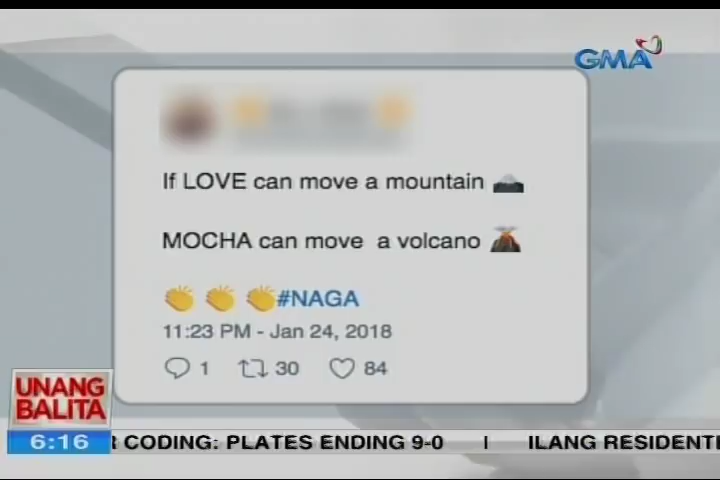 GMA
If LOVE can move a mountain 🏔️
MOCHA can move a volcano 🌋
👏 👏 👏#NAGA
11:23 PM - Jan 24, 2018
1 30 84
UNANG
BALITA
6:16 R CODING: PLATES ENDING 9-0 I ILANG RESIDENTE